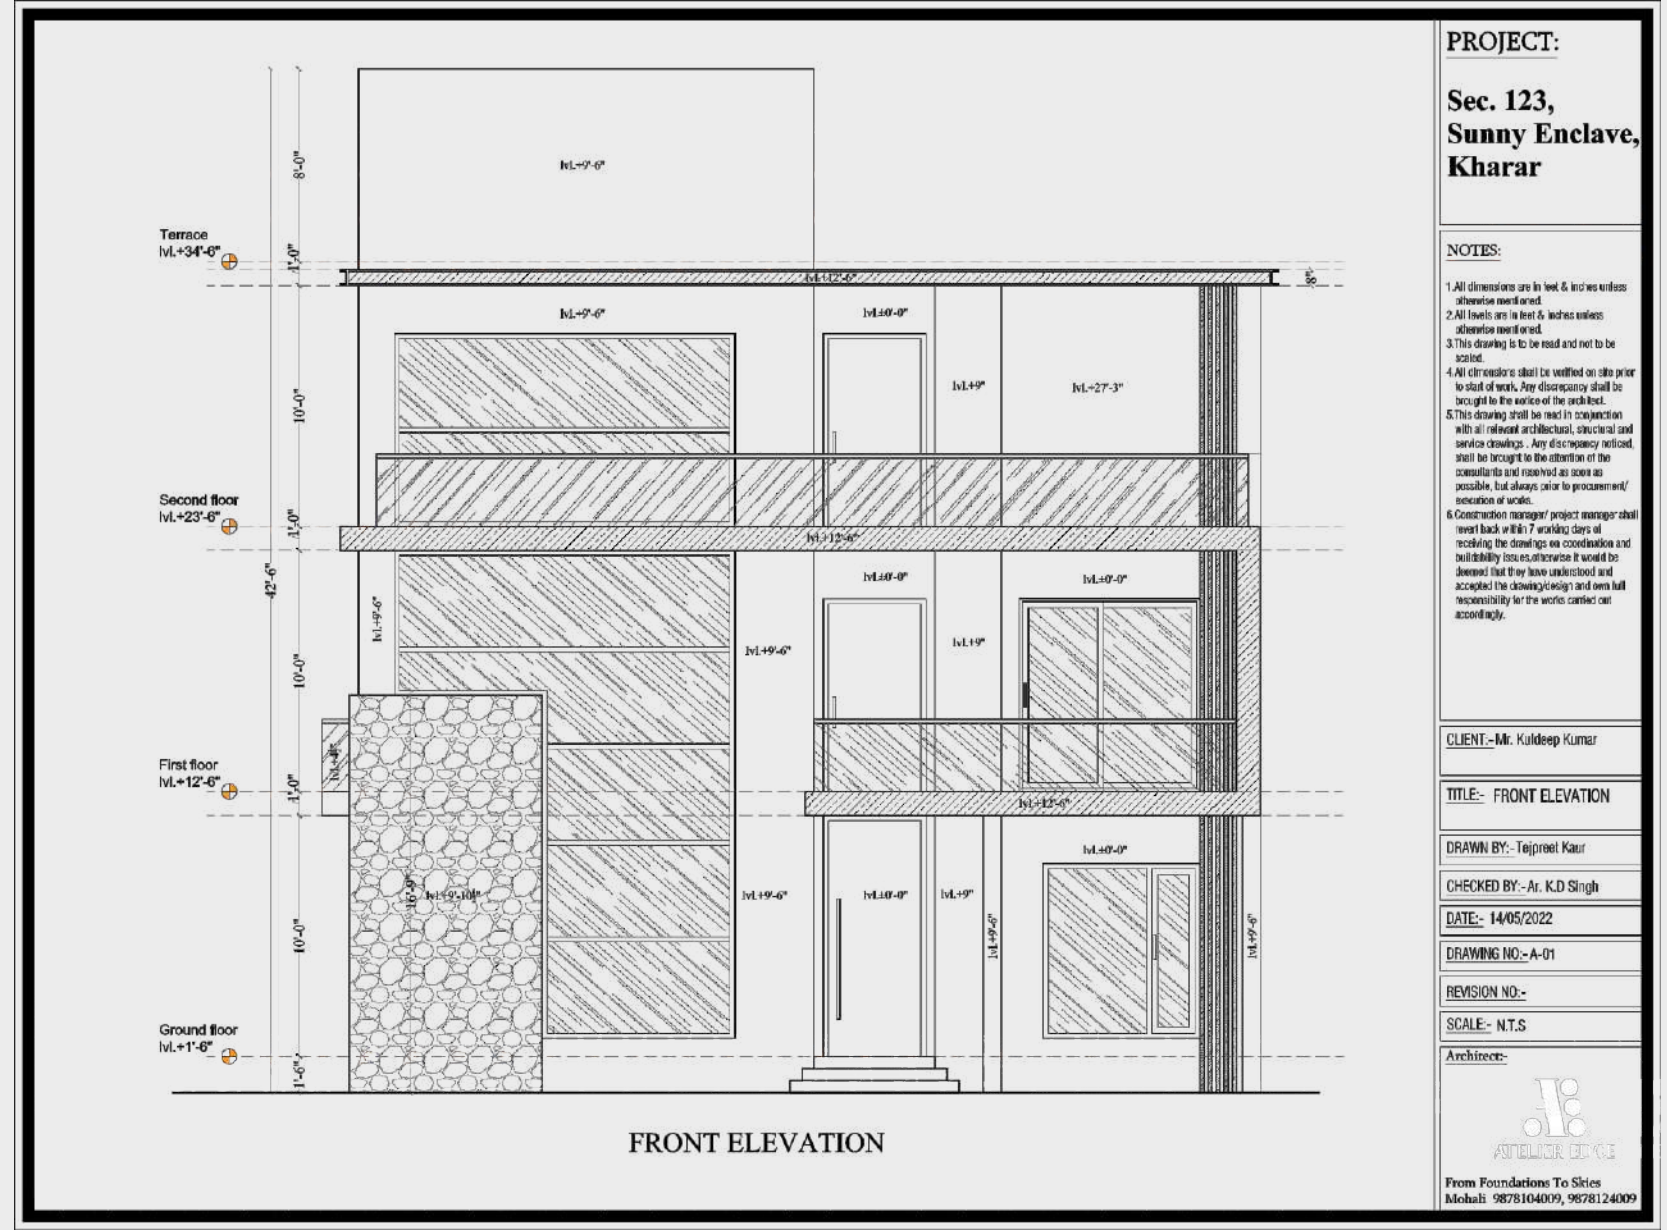 8'-0"
lvl.+9'-6"
Terrace
lvl.+34'-6"
1'-0"
lvl.+12'-6"
8"
lvl.+9'-6"
lvl.±0'-0"
10'-0"
lvl.+9"
lvl.+27'-3"
Second floor
lvl.+23'-6"
1'-0"
lvl.+12'-6"
42'-6"
lvl.±0'-0"
lvl.±0'-0"
lvl.+9'-6"
10'-0"
lvl.+9'-6"
lvl.+9"
First floor
lvl.+12'-6"
1'-0"
lvl.+12'-6"
lvl.±0'-0"
16'-9"
10'-0"
lvl.+9'-6"
lvl.±0'-0"
lvl.+9"
lvl.+9'-6"
lvl.+9'-6"
Ground floor
lvl.+1'-6"
1'-6"
FRONT ELEVATION
PROJECT:
Sec. 123,
Sunny Enclave,
Kharar
NOTES:
1.All dimensions are in feet & inches unless
otherwise mentioned.
2.All levels are in feet & inches unless
otherwise mentioned.
3.This drawing is to be read and not to be
scaled.
4.All dimensions shall be verified on site prior
to start of work. Any discrepancy shall be
brought to the notice of the architect.
5.This drawing shall be read in conjunction
with all relevant architectural, structural and
service drawings . Any discrepancy noticed,
shall be brought to the attention of the
consultants and resolved as soon as
possible, but always prior to procurement/
execution of works.
6.Construction manager/ project manager shall
revert back within 7 working days of
receiving the drawings on coordination and
buildability issues,otherwise it would be
deemed that they have understood and
accepted the drawing/design and own full
responsibility for the works carried out
accordingly.
CLIENT:-Mr. Kuldeep Kumar
TITLE:- FRONT ELEVATION
DRAWN BY:-Tejpreet Kaur
CHECKED BY:-Ar. K.D Singh
DATE:- 14/05/2022
DRAWING NO:-A-01
REVISION NO:-
SCALE:- N.T.S
Architect:-
ATELIER EDGE
From Foundations To Skies
Mohali 9878104009, 9878124009